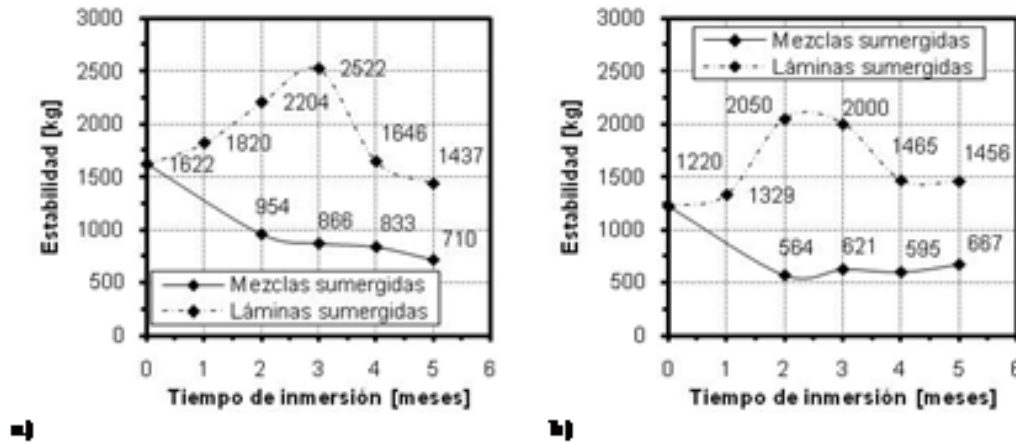 3000
2500
2000
1500
1000
500
0
Estabilidad [kg]
2522
2204
1820
1646
1622
1437
954
866
833
710
Mezclas sumergidas
Láminas sumergidas
0 1 2 3 4 5 6
Tiempo de inmersión [meses]
a)
3000
2500
2000
1500
1000
500
0
Estabilidad [kg]
Mezclas sumergidas
Láminas sumergidas
2050
2000
1220
1329
1465
1456
564
621
595
667
0 1 2 3 4 5 6
Tiempo de inmersión [meses]
b)